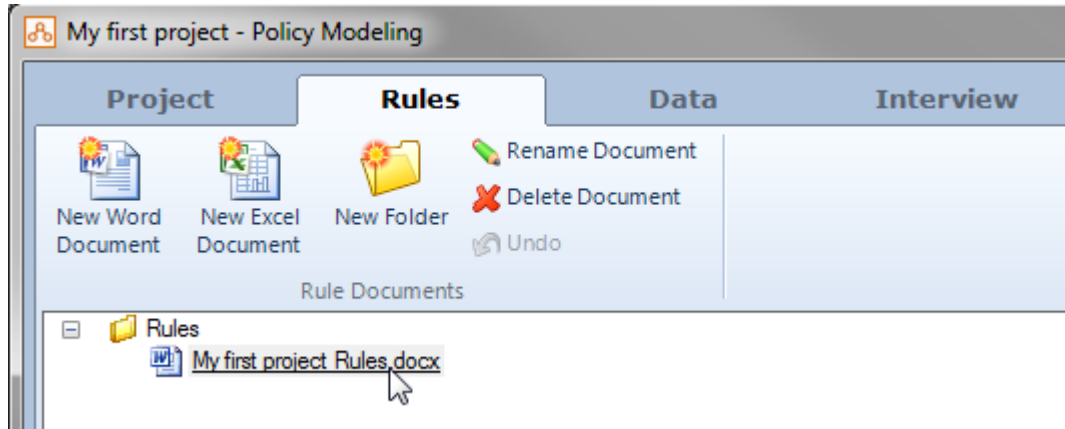 My first project - Policy Modeling
Project Rules Data Interview
New Word Document
New Excel Document
New Folder
Rename Document
Delete Document
Undo
Rule Documents
Rules
My first project Rules.docx